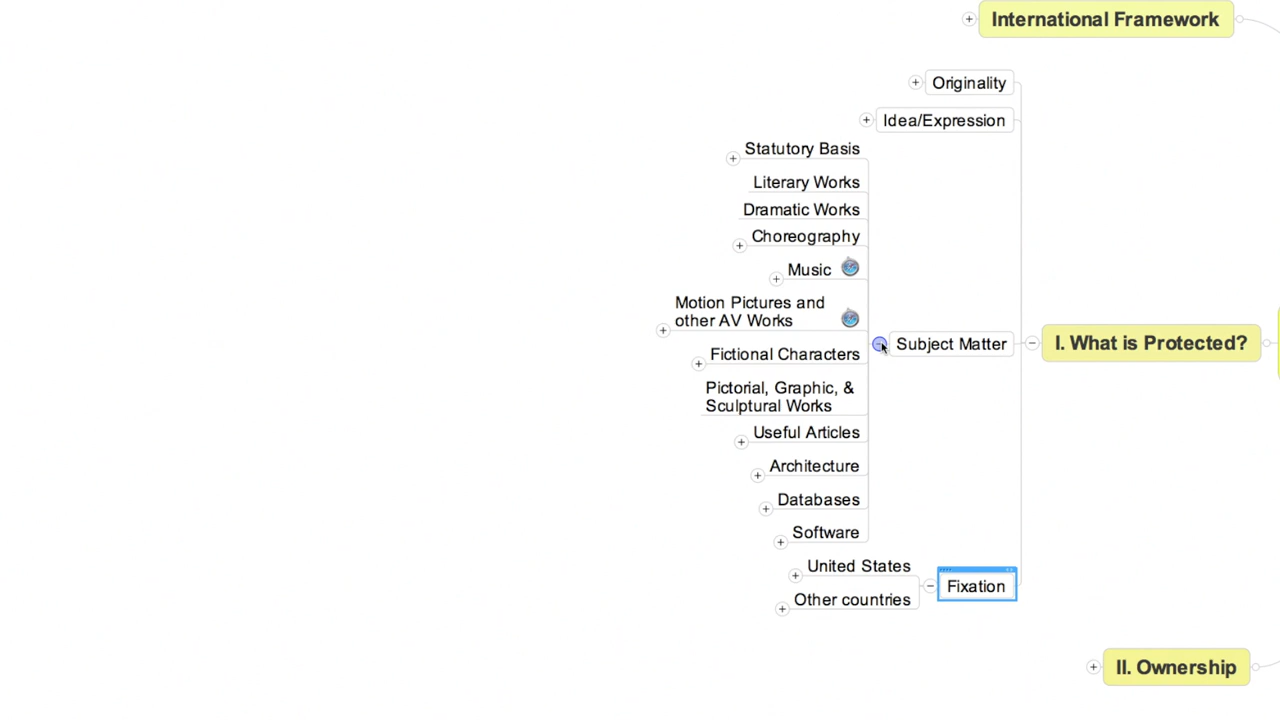 International Framework
Originality
Idea/Expression
Statutory Basis
Literary Works
Dramatic Works
Choreography
Music
Motion Pictures and
other AV Works
Fictional Characters
Subject Matter
I. What is Protected?
Pictorial, Graphic, &
Sculptural Works
Useful Articles
Architecture
Databases
Software
United States
Other countries
Fixation
II. Ownership